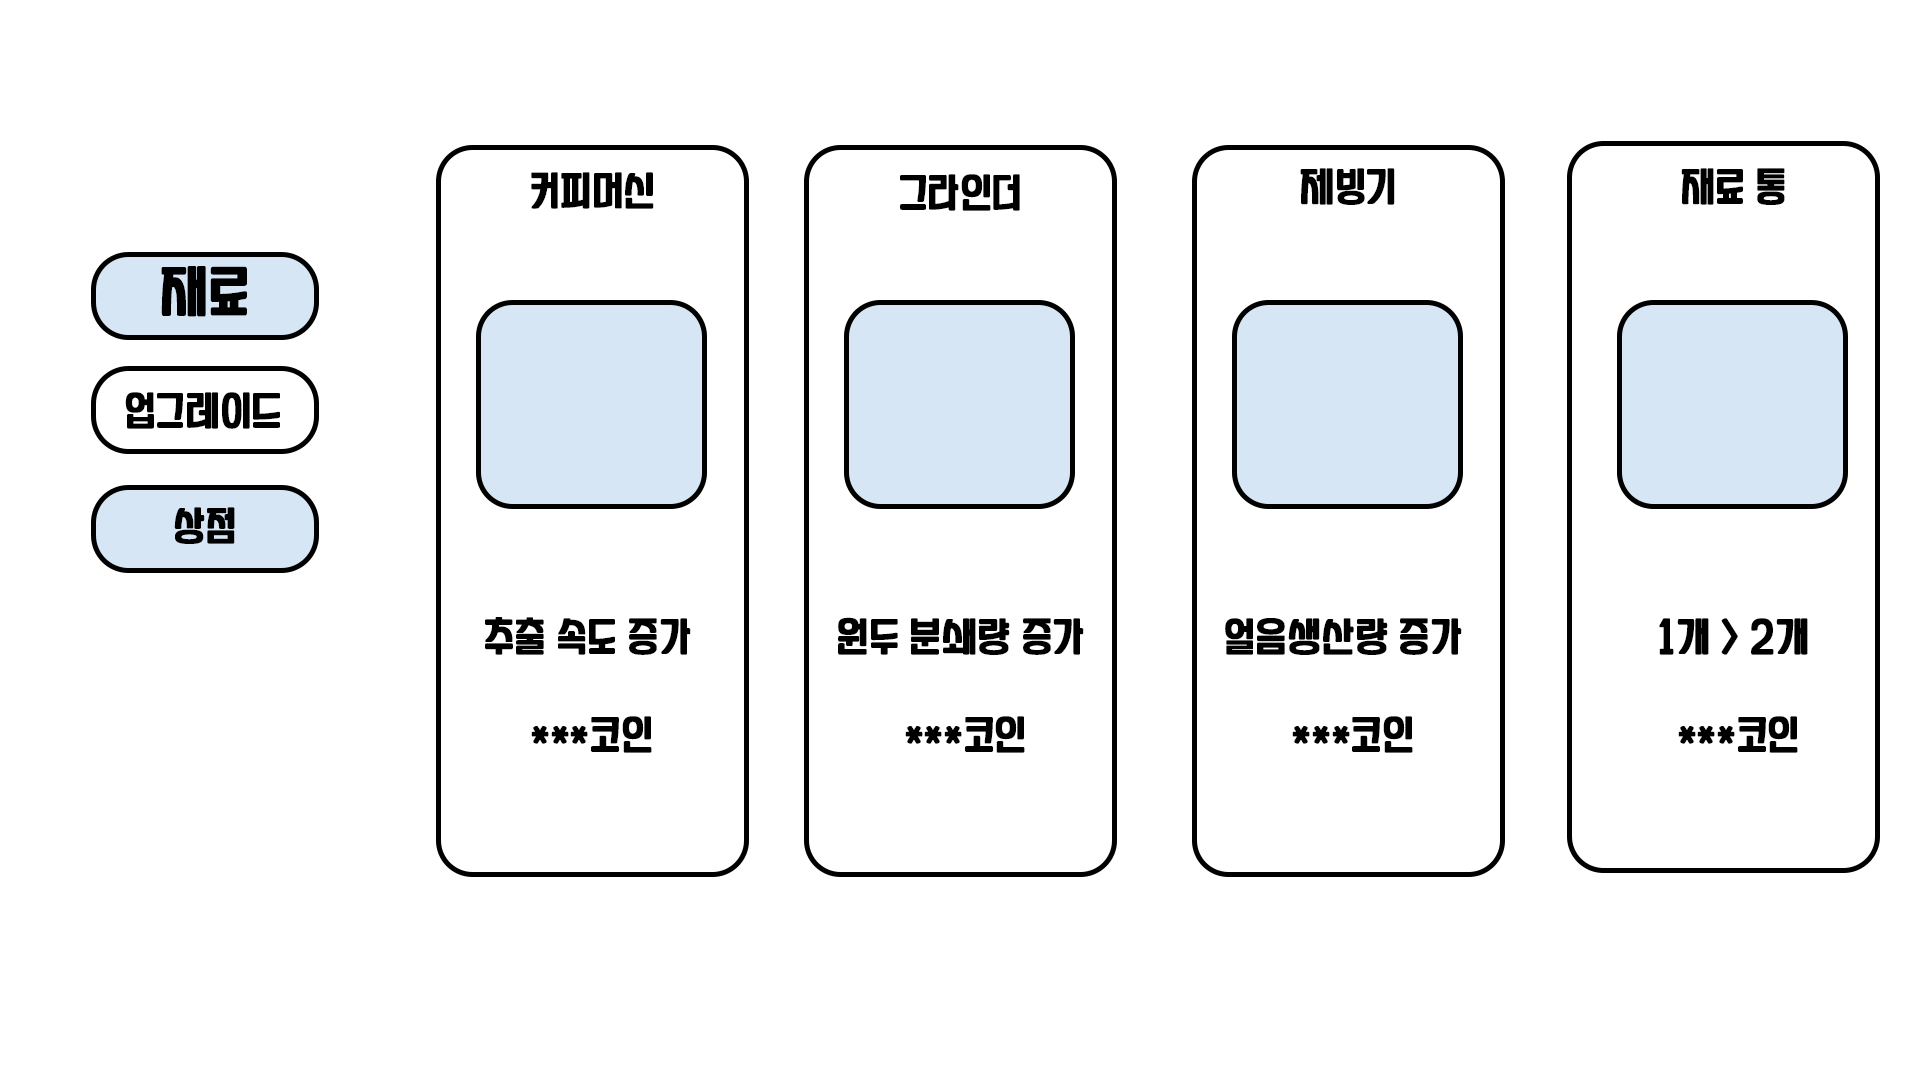 재료
업그레이드
상점
커피머신
추출 속도 증가
***코인
그라인더
원두 분쇄량 증가
***코인
제빙기
얼음생산량 증가
***코인
재료 통
1개 > 2개
***코인